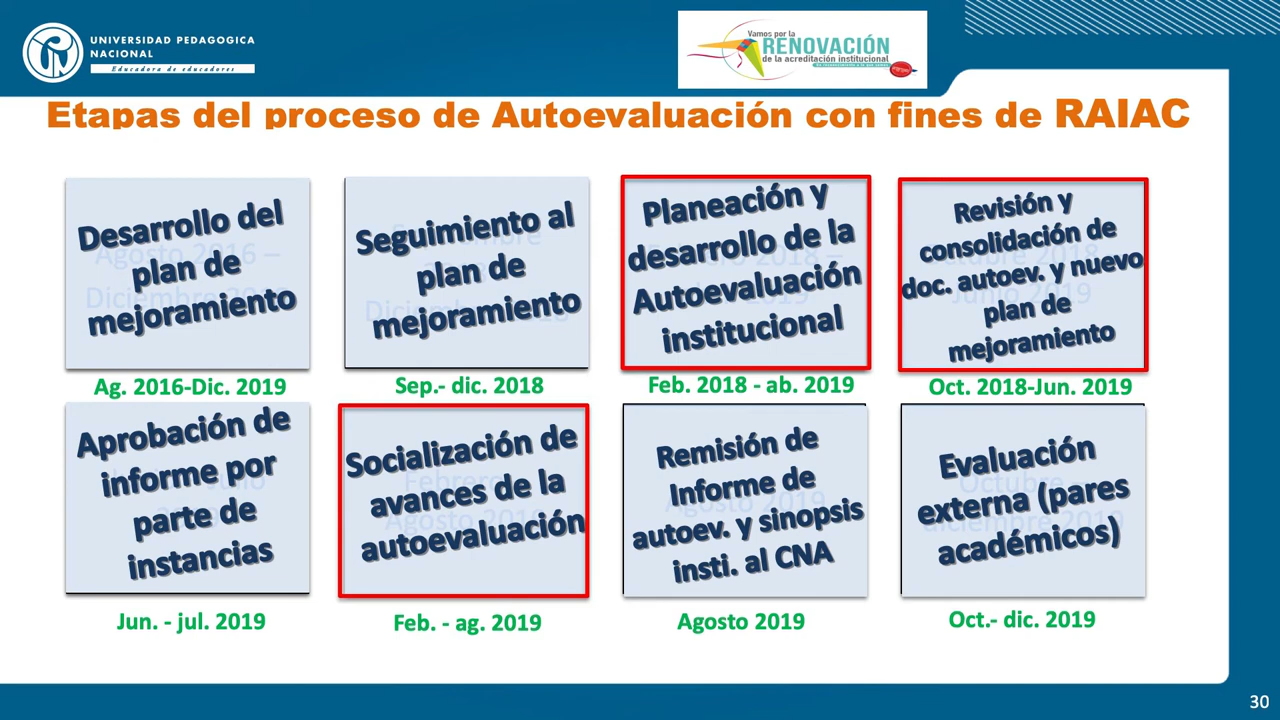 UNIVERSIDAD PEDAGOGICA
NACIONAL
Educadora de educadores
Vamos por la
RENOVACIÓN
de la acreditación institucional
Etapas del proceso de Autoevaluación con fines de RAIAC
Desarrollo del
plan de
mejoramiento
Ag. 2016-Dic. 2019
Seguimiento al
plan de
mejoramiento
Sep.- dic. 2018
Planeación y
desarrollo de la
Autoevaluación
institucional
Feb. 2018 - ab. 2019
Revisión y
consolidación de
doc. autoev. y nuevo
plan de
mejoramiento
Oct. 2018-Jun. 2019
Aprobación de
informe por
parte de
instancias
Jun. - jul. 2019
Socialización de
avances de la
autoevaluación
Feb. - ag. 2019
Remisión de
Informe de
autoev. y sinopsis
insti. al CNA
Agosto 2019
Evaluación
externa (pares
académicos)
Oct.- dic. 2019
30